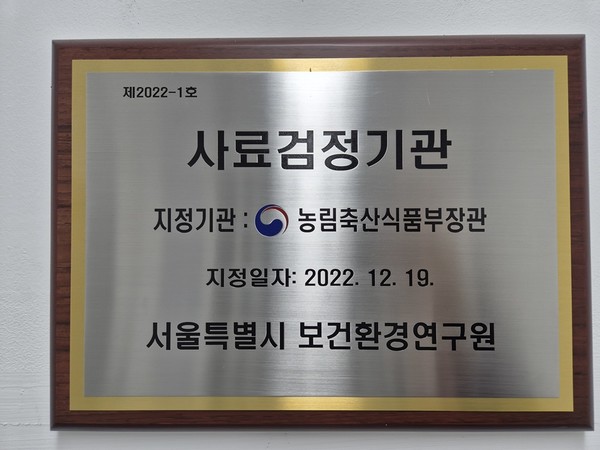 제2022-1호
사료검정기관
지정기관 : 농림축산식품부장관
지정일자: 2022. 12. 19.
서울특별시 보건환경연구원